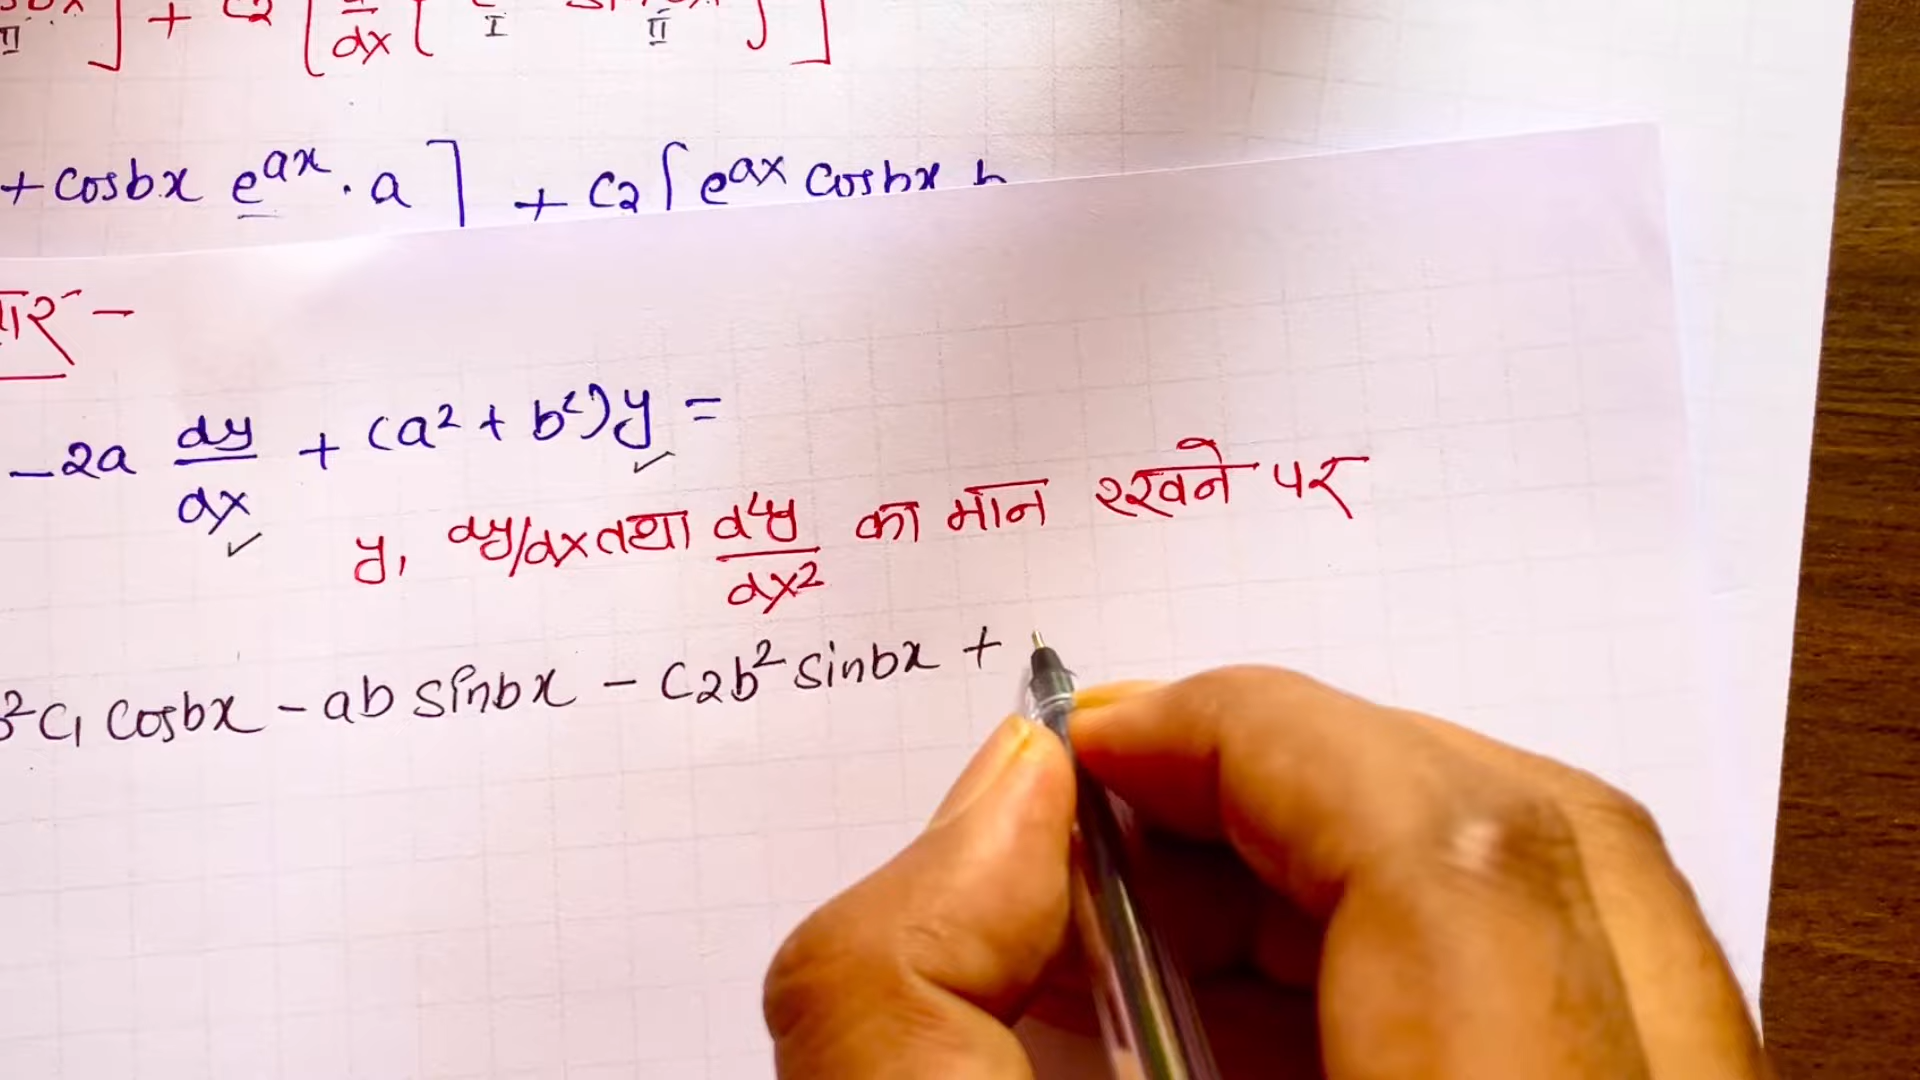 ] + C2 [ d/dx [ I II ] ]
+ cosbx e^ax . a ] + C2 [ e^ax cosbx b
-2a dy/dx + (a² + b²)y =
y, dy/dx तथा d²y/dx² का मान रखने पर
b²C1 cosbx - ab sinbx - C2b² sinbx +